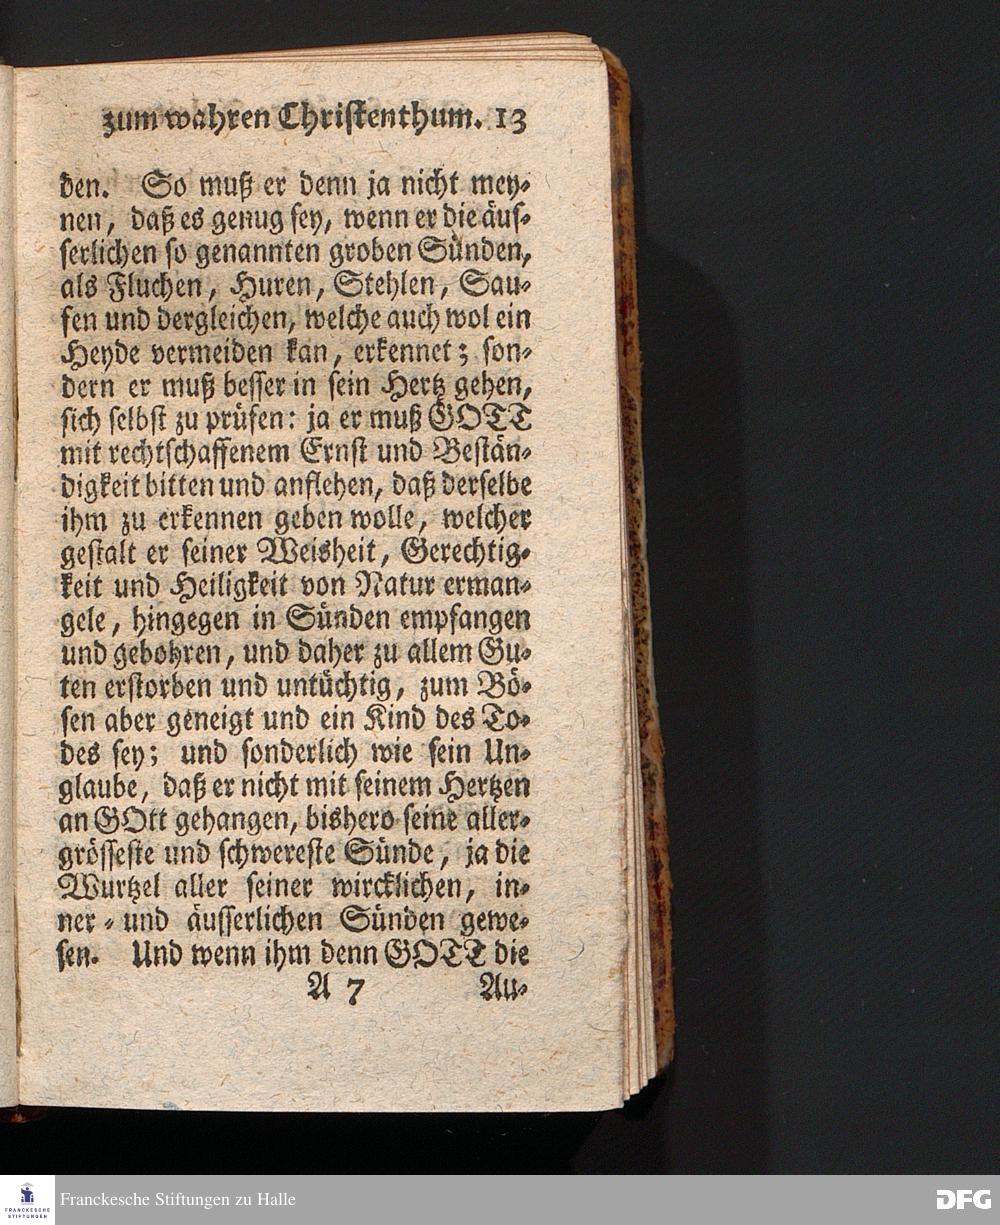 zum wahren Christenthum. 13
den. So muß er denn ja nicht mey-
nen, daß es genug sey, wenn er die äus-
serlichen so genannten groben Sünden,
als Fluchen, Huren, Stehlen, Sau-
fen und dergleichen, welche auch wol ein
Heyde vermeiden kan, erkennet; son-
dern er muß besser in sein Hertz gehen,
sich selbst zu prüfen: ja er muß GOTT
mit rechtschaffenem Ernst und Bestän-
digkeit bitten und anflehen, daß derselbe
ihm zu erkennen geben wolle, welcher
gestalt er seiner Weisheit, Gerechtig-
keit und Heiligkeit von Natur erman-
gele, hingegen in Sünden empfangen
und gebohren, und daher zu allem Gu-
ten erstorben und untüchtig, zum Bö-
sen aber geneigt und ein Kind des To-
des sey; und sonderlich wie sein Un-
glaube, daß er nicht mit seinem Hertzen
an GOtt gehangen, bishero seine aller-
grösseste und schwereste Sünde, ja die
Wurtzel aller seiner wircklichen, in-
ner- und äusserlichen Sünden gewe-
sen. Und wenn ihm denn GOTT die
A 7 Au-
FRANCKESCHE
STIFTUNGEN
Franckesche Stiftungen zu Halle
DFG